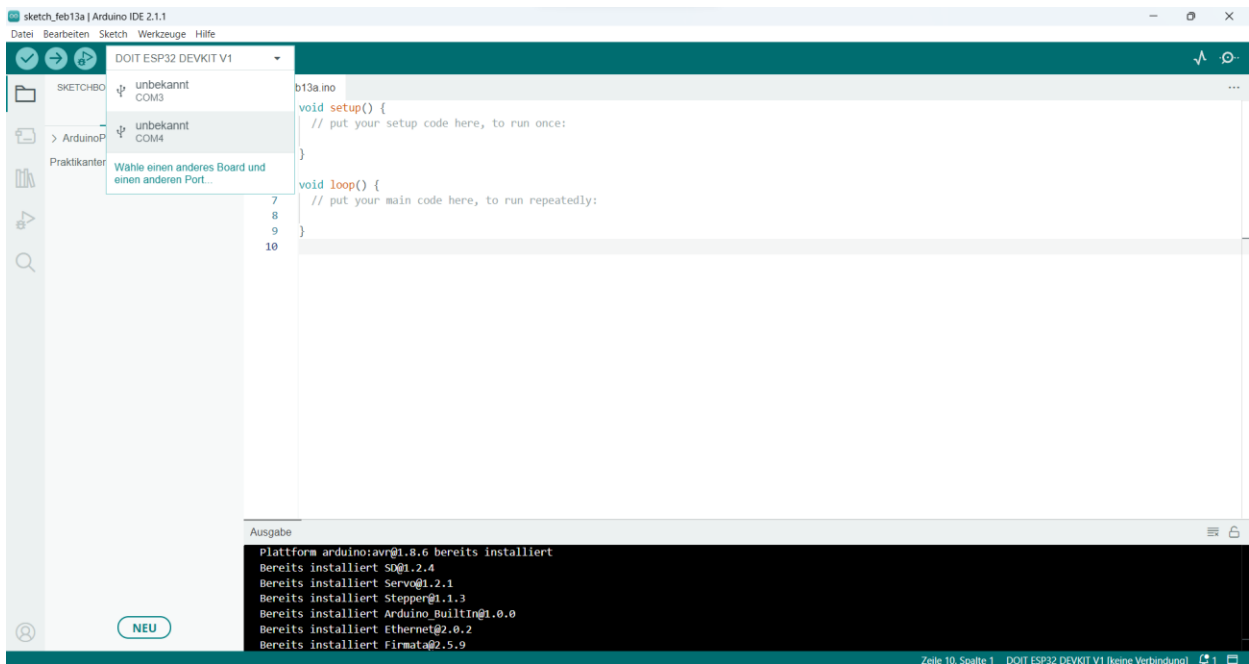 sketch_feb13a | Arduino IDE 2.1.1
Datei Bearbeiten Sketch Werkzeuge Hilfe
DOIT ESP32 DEVKIT V1
SKETCHBO
unbekannt
COM3
unbekannt
COM4
Wähle einen anderes Board und
einen anderen Port...
> ArduinoP
Praktikanter
b13a.ino
void setup() {
// put your setup code here, to run once:
}
void loop() {
7 // put your main code here, to run repeatedly:
8
9 }
10
Ausgabe
Plattform arduino:avr@1.8.6 bereits installiert
Bereits installiert SD@1.2.4
Bereits installiert Servo@1.2.1
Bereits installiert Stepper@1.1.3
Bereits installiert Arduino_BuiltIn@1.0.0
Bereits installiert Ethernet@2.0.2
Bereits installiert Firmata@2.5.9
NEU
Zeile 10, Spalte 1 DOIT ESP32 DEVKIT V1 [keine Verbindung] 1